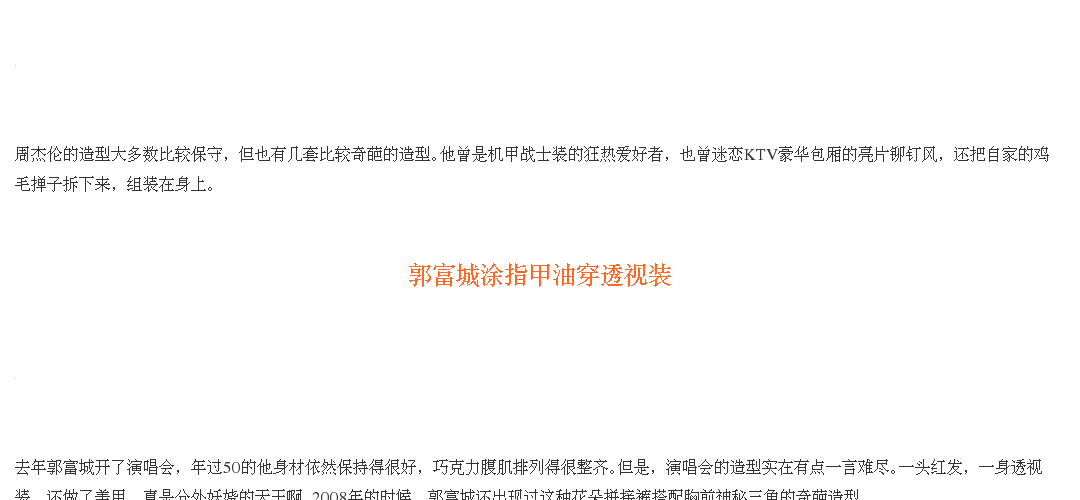 周杰伦的造型大多数比较保守，但也有几套比较奇葩的造型。他曾是机甲战士装的狂热爱好者，也曾迷恋KTV豪华包厢的亮片铆钉风，还把自家的鸡
毛掸子拆下来，组装在身上。
郭富城涂指甲油穿透视装
去年郭富城开了演唱会，年过50的他身材依然保持得很好，巧克力腹肌排列得很整齐。但是，演唱会的造型实在有点一言难尽。一头红发，一身透视
装，还做了美甲，真是分外妖娆的天王啊。2008年的时候，郭富城还出现过这种花朵拼接裤搭配胸前神秘三角的奇葩造型